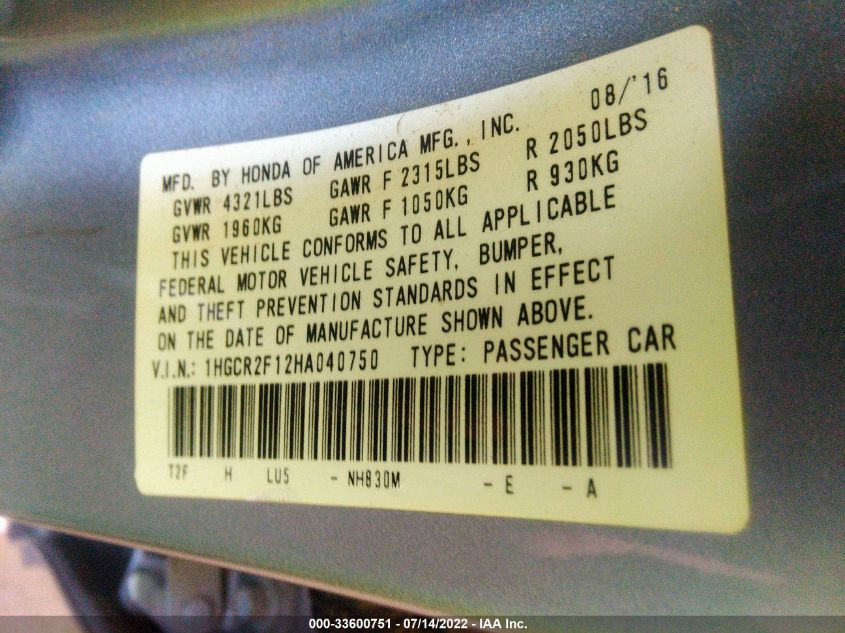 08/'16
MFD. BY HONDA OF AMERICA MFG., INC.
GVWR 4321LBS GAWR F 2315LBS R 2050LBS
GVWR 1960KG GAWR F 1050KG R 930KG
THIS VEHICLE CONFORMS TO ALL APPLICABLE
FEDERAL MOTOR VEHICLE SAFETY, BUMPER,
AND THEFT PREVENTION STANDARDS IN EFFECT
ON THE DATE OF MANUFACTURE SHOWN ABOVE.
V.I.N.: 1HGCR2F12HA040750 TYPE: PASSENGER CAR
T2F H LU5 - NH830M - E - A
000-33600751 - 07/14/2022 - IAA Inc.